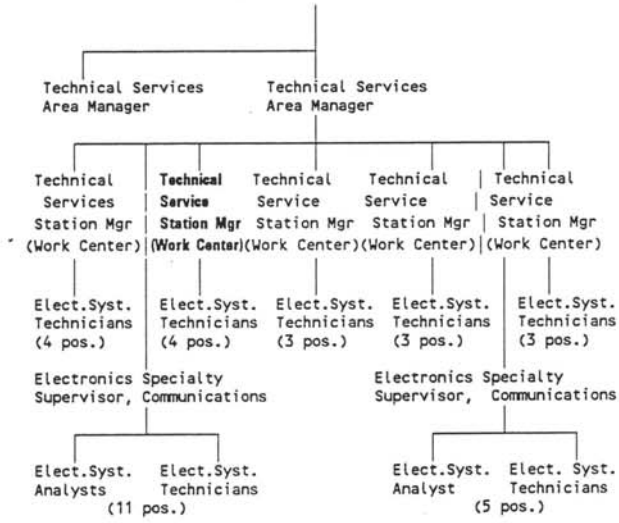 Technical Services Technical Services
Area Manager Area Manager
Technical Technical Technical Technical Technical
Services Service Service Service Service
Station Mgr Station Mgr Station Mgr Station Mgr Station Mgr
(Work Center) (Work Center) (Work Center) (Work Center) (Work Center)
Elect.Syst. Elect.Syst. Elect.Syst. Elect.Syst. Elect.Syst.
Technicians Technicians Technicians Technicians Technicians
(4 pos.) (4 pos.) (3 pos.) (3 pos.) (3 pos.)
Electronics Specialty Electronics Specialty
Supervisor, Communications Supervisor, Communications
Elect.Syst. Elect.Syst. Elect.Syst. Elect. Syst.
Analysts Technicians Analyst Technicians
(11 pos.) (5 pos.)